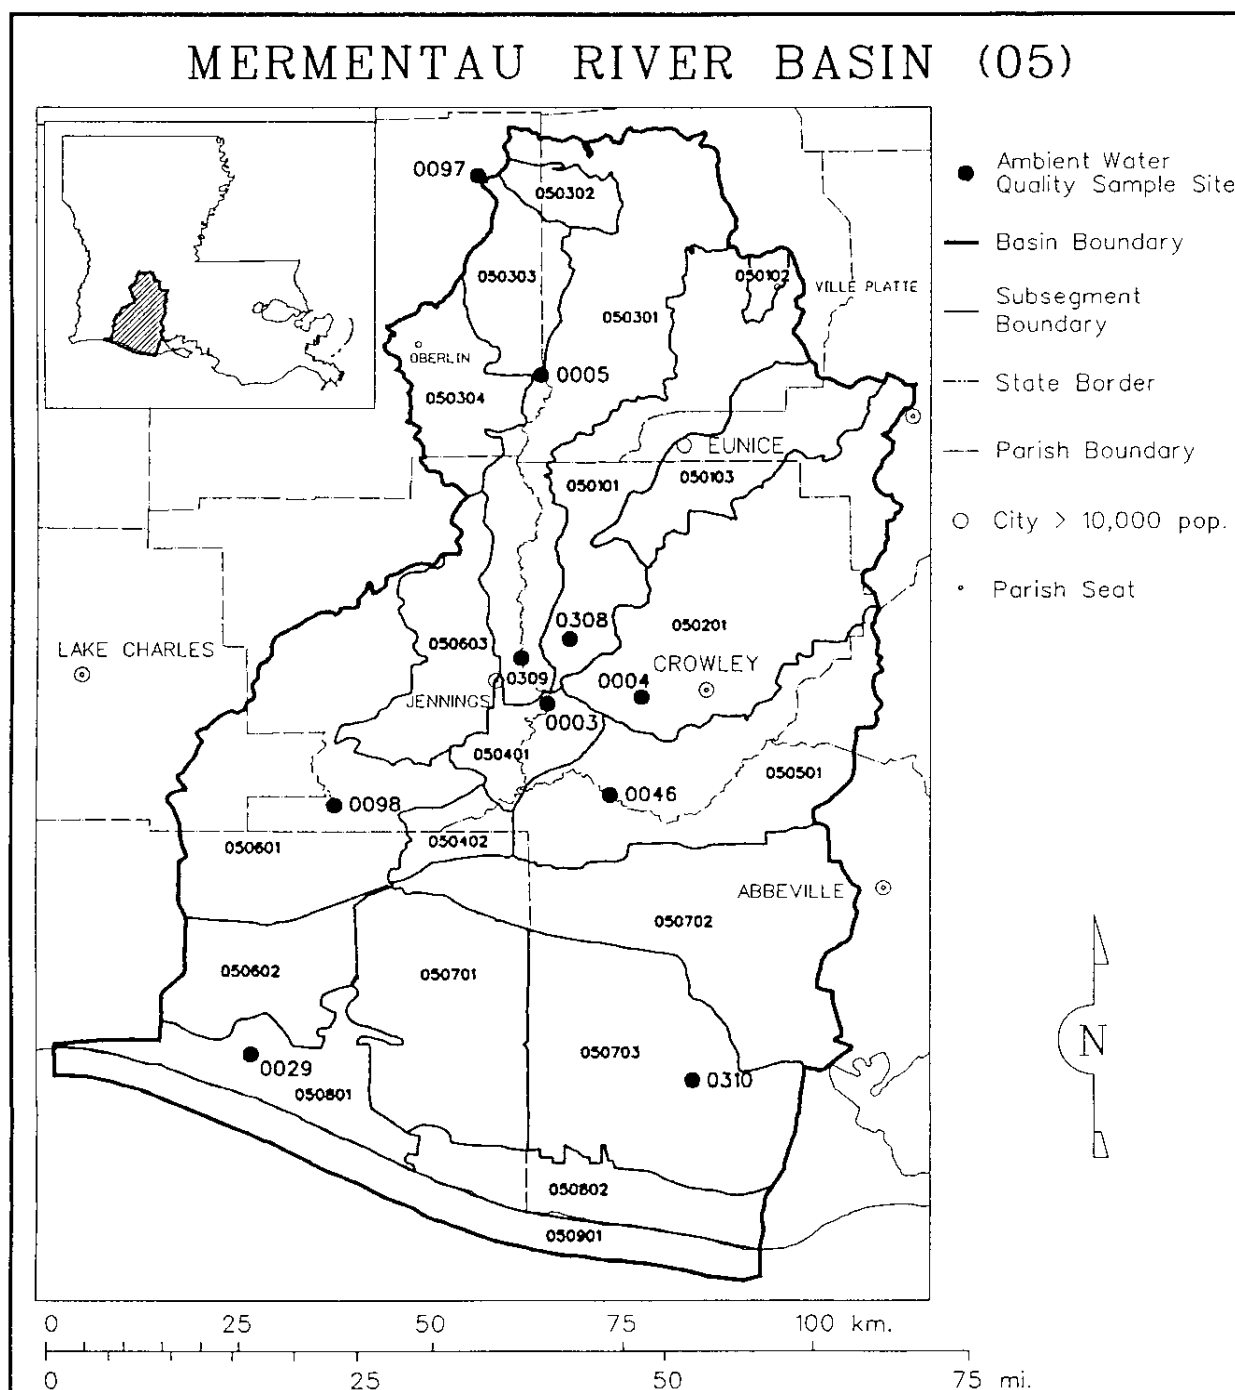 MERMENTAU RIVER BASIN (05)
0097
050302
Ambient Water
Quality Sample Site
Basin Boundary
050303
050102
VILLE PLATTE
Subsegment
Boundary
050301
OBERLIN
0005
State Border
050304
EUNICE
Parish Boundary
050103
050101
City > 10,000 pop.
Parish Seat
0308
050201
050603
LAKE CHARLES
CROWLEY
0309
0004
JENNINGS
0003
050401
050501
0098
0046
050601
050402
ABBEVILLE
050702
050602
050701
N
050703
0029
0310
050801
050802
050901
0 25 50 75 100 km.
0 25 50 75 mi.